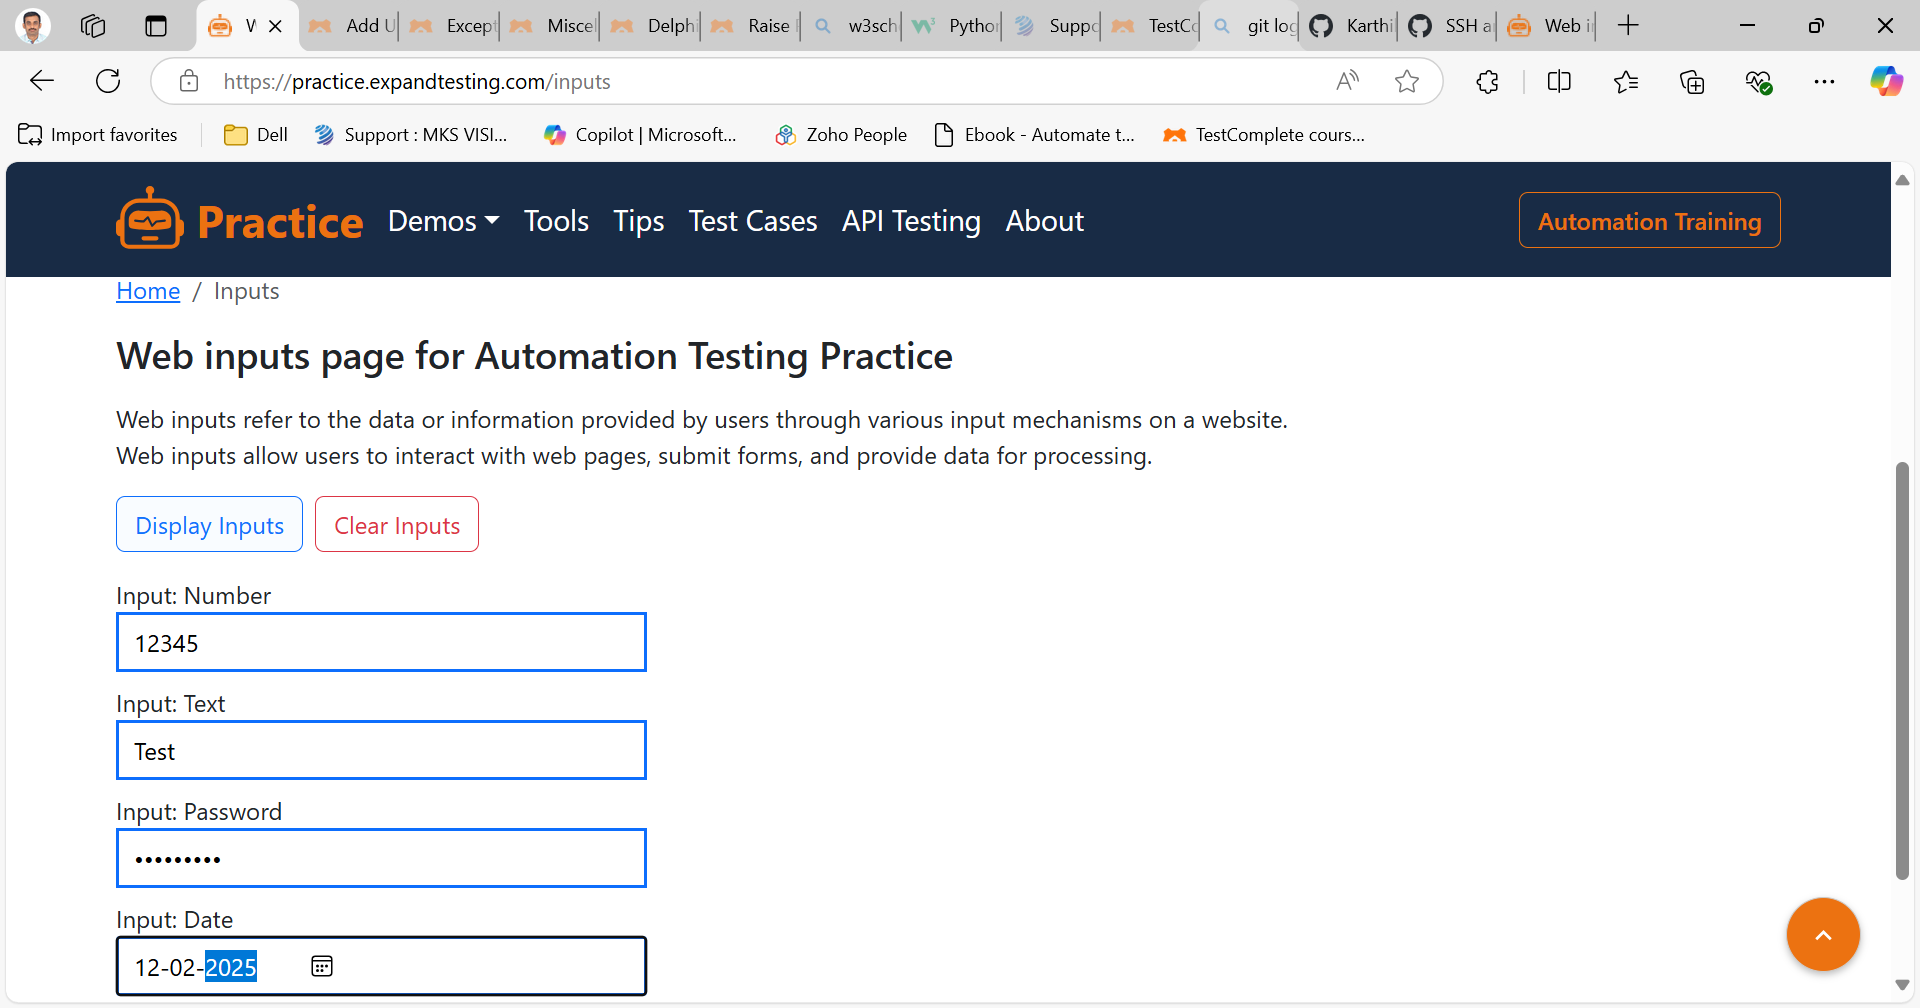 W
Add U
Except
Miscel
Delphi
Raise
w3sch
Python
Suppo
TestCo
git log
Karthi
SSH a
Web i
https://practice.expandtesting.com/inputs
Import favorites
Dell
Support : MKS VISI...
Copilot | Microsoft...
Zoho People
Ebook - Automate t...
TestComplete cours...
Practice
Demos
Tools
Tips
Test Cases
API Testing
About
Automation Training
Home / Inputs
Web inputs page for Automation Testing Practice
Web inputs refer to the data or information provided by users through various input mechanisms on a website.
Web inputs allow users to interact with web pages, submit forms, and provide data for processing.
Display Inputs
Clear Inputs
Input: Number
12345
Input: Text
Test
Input: Password
•••••••••
Input: Date
12-02-2025